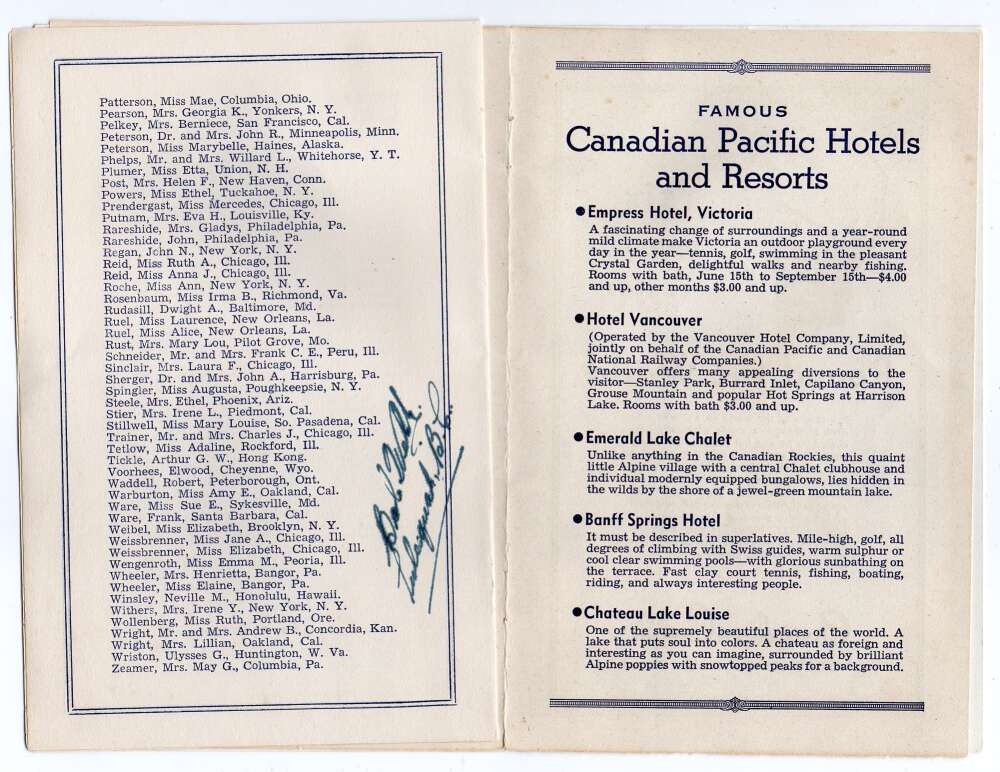 Patterson, Miss Mae, Columbia, Ohio.
Pearson, Mrs. Georgia K., Yonkers, N. Y.
Pelkey, Mrs. Berniece, San Francisco, Cal.
Peterson, Dr. and Mrs. John R., Minneapolis, Minn.
Peterson, Miss Marybelle, Haines, Alaska.
Phelps, Mr. and Mrs. Willard L., Whitehorse, Y. T.
Plumer, Miss Etta, Union, N. H.
Post, Mrs. Helen F., New Haven, Conn.
Powers, Miss Ethel, Tuckahoe, N. Y.
Prendergast, Miss Mercedes, Chicago, Ill.
Putnam, Mrs. Eva H., Louisville, Ky.
Rareshide, Mrs. Gladys, Philadelphia, Pa.
Rareshide, John, Philadelphia, Pa.
Regan, John N., New York, N. Y.
Reid, Miss Ruth A., Chicago, Ill.
Reid, Miss Anna J., Chicago, Ill.
Roche, Miss Ann, New York, N. Y.
Rosenbaum, Miss Irma B., Richmond, Va.
Rudasill, Dwight A., Baltimore, Md.
Ruel, Miss Laurence, New Orleans, La.
Ruel, Miss Alice, New Orleans, La.
Rust, Mrs. Mary Lou, Pilot Grove, Mo.
Schneider, Mr. and Mrs. Frank C. E., Peru, Ill.
Sinclair, Mrs. Laura F., Chicago, Ill.
Sherger, Dr. and Mrs. John A., Harrisburg, Pa.
Spingler, Miss Augusta, Poughkeepsie, N. Y.
Steele, Mrs. Ethel, Phoenix, Ariz.
Stier, Mrs. Irene L., Piedmont, Cal.
Stillwell, Miss Mary Louise, So. Pasadena, Cal.
Trainer, Mr. and Mrs. Charles J., Chicago, Ill.
Tetlow, Miss Adaline, Rockford, Ill.
Tickle, Arthur G. W., Hong Kong.
Voorhees, Elwood, Cheyenne, Wyo.
Waddell, Robert, Peterborough, Ont.
Warburton, Miss Amy E., Oakland, Cal.
Ware, Miss Sue E., Sykesville, Md.
Ware, Frank, Santa Barbara, Cal.
Weibel, Miss Elizabeth, Brooklyn, N. Y.
Weissbrenner, Miss Jane A., Chicago, Ill.
Weissbrenner, Miss Elizabeth, Chicago, Ill.
Wengenroth, Miss Emma M., Peoria, Ill.
Wheeler, Mrs. Henrietta, Bangor, Pa.
Wheeler, Miss Elaine, Bangor, Pa.
Winsley, Neville M., Honolulu, Hawaii.
Withers, Mrs. Irene Y., New York, N. Y.
Wollenberg, Miss Ruth, Portland, Ore.
Wright, Mr. and Mrs. Andrew B., Concordia, Kan.
Wright, Mrs. Lillian, Oakland, Cal.
Wriston, Ulysses G., Huntington, W. Va.
Zeamer, Mrs. May G., Columbia, Pa.
B.C.
FAMOUS
Canadian Pacific Hotels
and Resorts
●Empress Hotel, Victoria
A fascinating change of surroundings and a year-round
mild climate make Victoria an outdoor playground every
day in the year—tennis, golf, swimming in the pleasant
Crystal Garden, delightful walks and nearby fishing.
Rooms with bath, June 15th to September 15th—$4.00
and up, other months $3.00 and up.
●Hotel Vancouver
(Operated by the Vancouver Hotel Company, Limited,
jointly on behalf of the Canadian Pacific and Canadian
National Railway Companies.)
Vancouver offers many appealing diversions to the
visitor—Stanley Park, Burrard Inlet, Capilano Canyon,
Grouse Mountain and popular Hot Springs at Harrison
Lake. Rooms with bath $3.00 and up.
●Emerald Lake Chalet
Unlike anything in the Canadian Rockies, this quaint
little Alpine village with a central Chalet clubhouse and
individual modernly equipped bungalows, lies hidden in
the wilds by the shore of a jewel-green mountain lake.
●Banff Springs Hotel
It must be described in superlatives. Mile-high, golf, all
degrees of climbing with Swiss guides, warm sulphur or
cool clear swimming pools—with glorious sunbathing on
the terrace. Fast clay court tennis, fishing, boating,
riding, and always interesting people.
●Chateau Lake Louise
One of the supremely beautiful places of the world. A
lake that puts soul into colors. A chateau as foreign and
interesting as you can imagine, surrounded by brilliant
Alpine poppies with snowtopped peaks for a background.